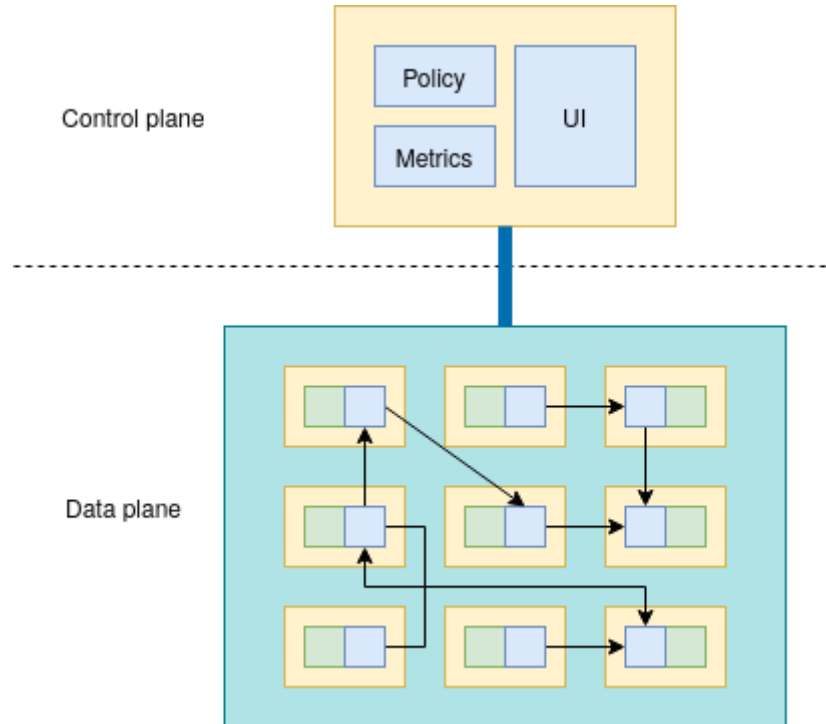 Policy
UI
Control plane
Metrics
Data plane